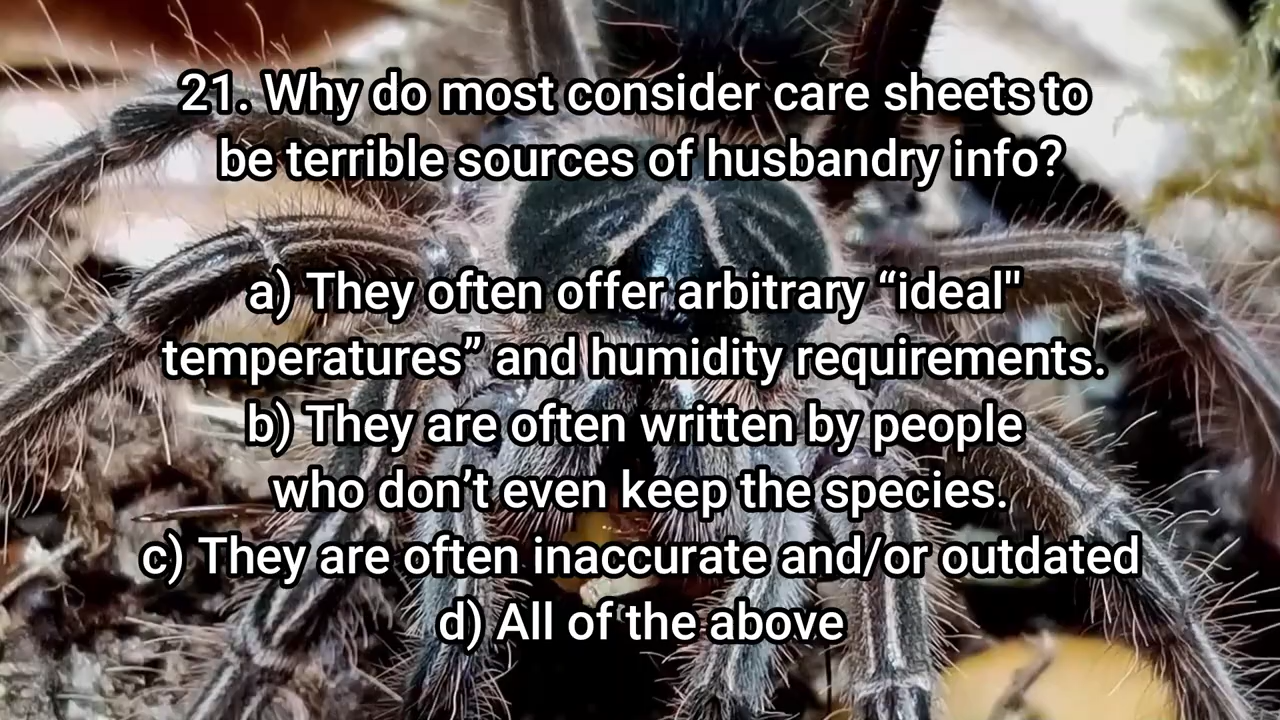 21. Why do most consider care sheets to
be terrible sources of husbandry info?
a) They often offer arbitrary “ideal"
temperatures” and humidity requirements.
b) They are often written by people
who don’t even keep the species.
c) They are often inaccurate and/or outdated
d) All of the above